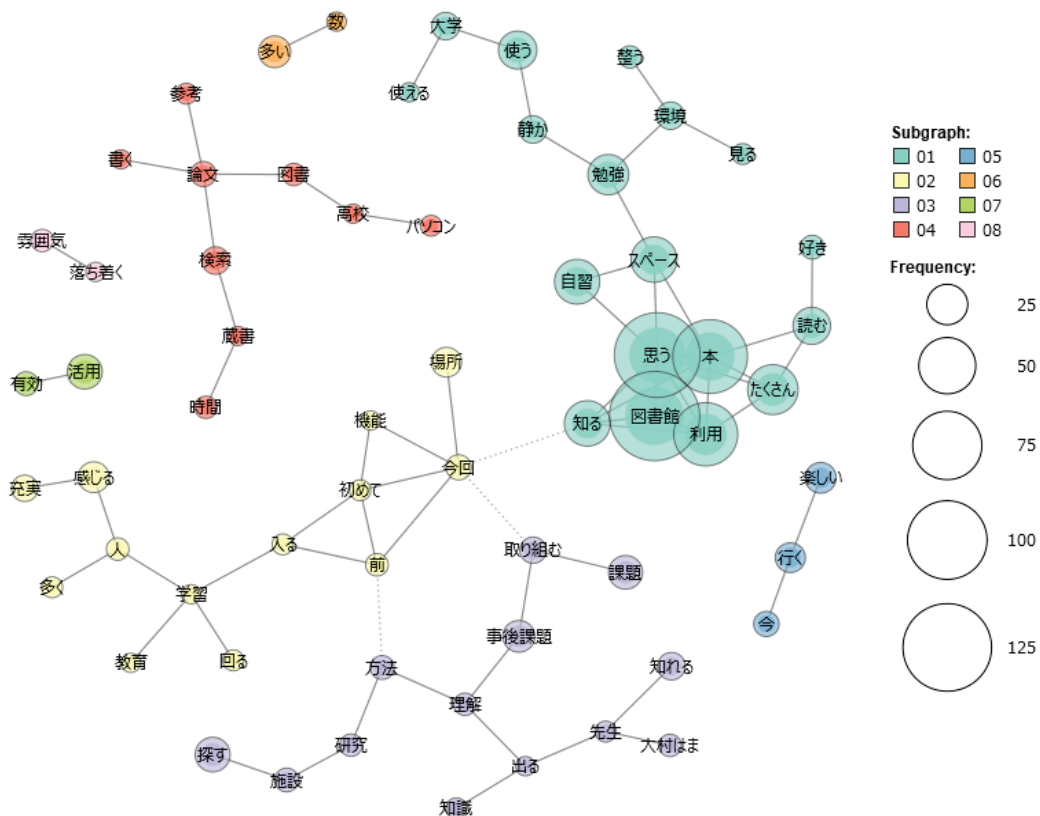 数
多い
大学
使う
整う
参考
使える
環境
静か
見る
書く
論文
図書
勉強
高校
パソコン
雰囲気
落ち着く
検索
スペース
好き
自習
読む
蔵書
思う
本
有効
活用
場所
たくさん
時間
機能
知る
図書館
利用
充実
感じる
初めて
今回
楽しい
人
入る
前
取り組む
課題
行く
多く
学習
今
教育
回る
事後課題
方法
理解
知れる
探す
研究
先生
大村はま
施設
出る
知識
Subgraph:
01
05
02
06
03
07
04
08
Frequency:
25
50
75
100
125